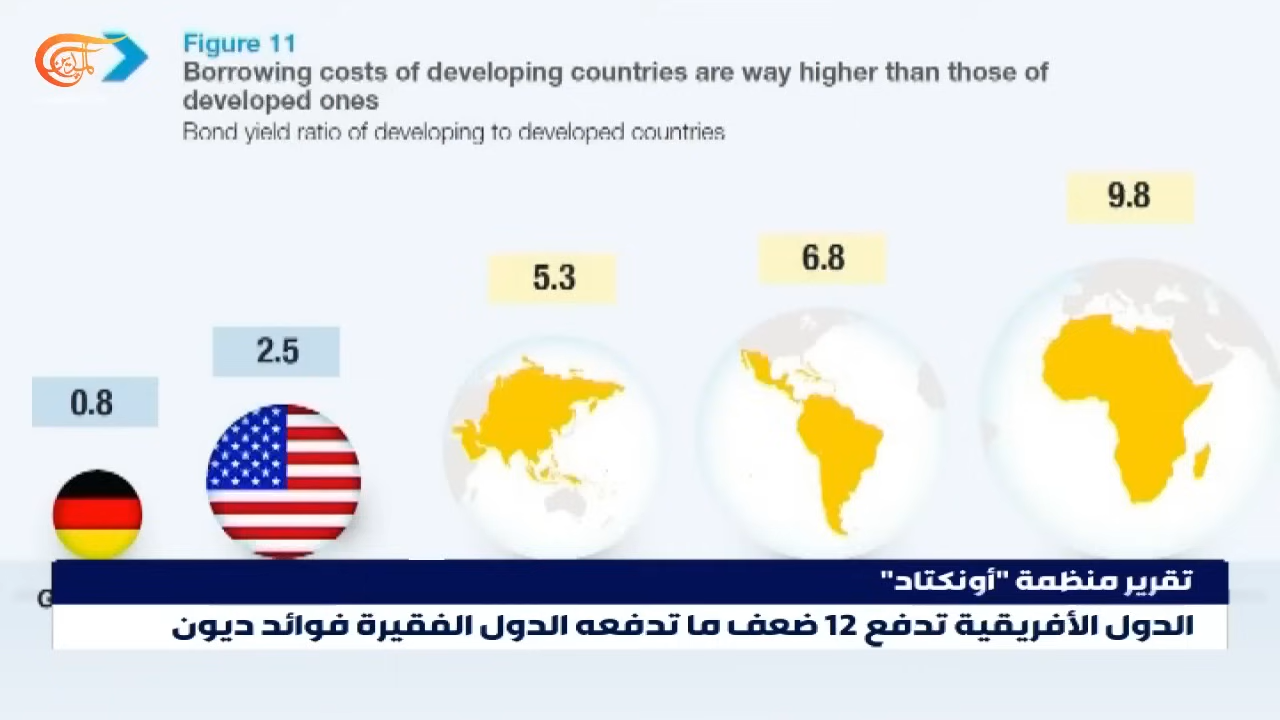 Figure 11
Borrowing costs of developing countries are way higher than those of
developed ones
Bond yield ratio of developing to developed countries
9.8
6.8
5.3
2.5
0.8
تقرير منظمة "أونكتاد"
الدول الأفريقية تدفع 12 ضعف ما تدفعه الدول الفقيرة فوائد ديون